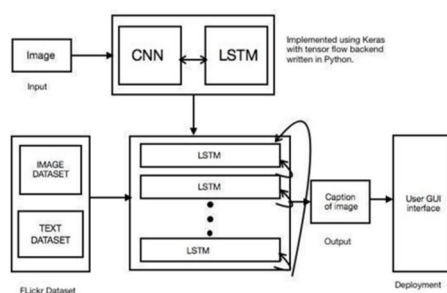 Image
Input
CNN
LSTM
Implemented using Keras
with tensor flow backend
written in Python.
IMAGE
DATASET
TEXT
DATASET
FLickr Dataset
LSTM
LSTM
LSTM
Caption
of image
Output
User GUI
interface
Deployment